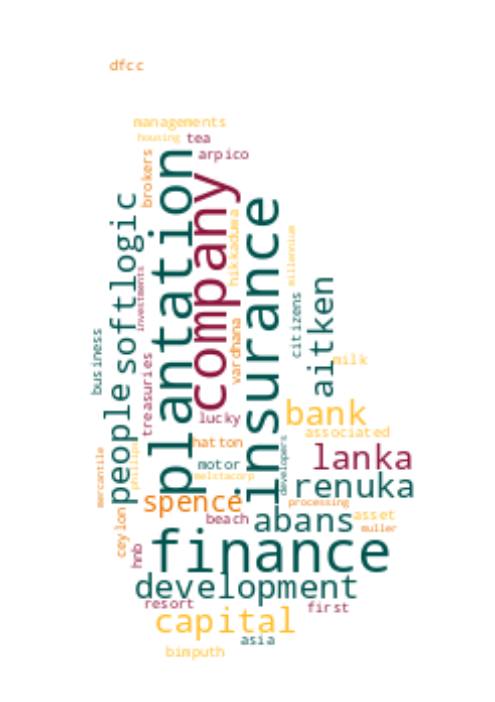 dfcc
managements
housing
tea
arpico
brokers
plantation
company
softlogic
insurance
hikkaduwa
millennium
investments
citizens
aitken
vardhana
business
treasuries
milk
people
lucky
bank
associated
hatton
lanka
developers
motor
melstacorp
phillips
mercantile
renuka
spence
processing
ceylon
beach
abans
asset
muller
hnb
finance
development
resort
first
capital
asia
bimputh